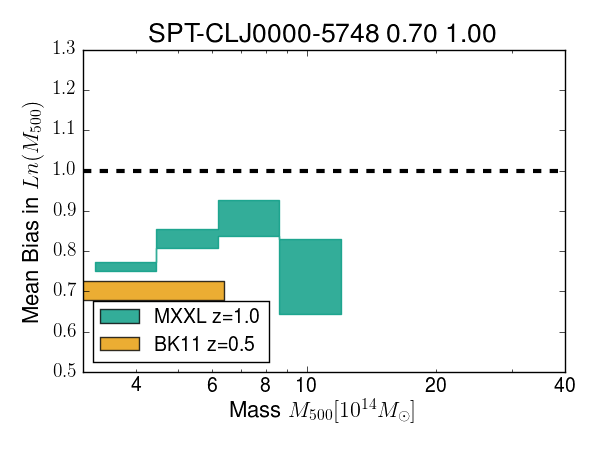 SPT-CLJ0000-5748 0.70 1.00
1.3
1.2
1.1
1.0
0.9
0.8
0.7
0.6
0.5
Mean Bias in Ln(M₅₀₀)
MXXL z=1.0
BK11 z=0.5
4 6 8 10 20 40
Mass M₅₀₀[10¹⁴M☉]